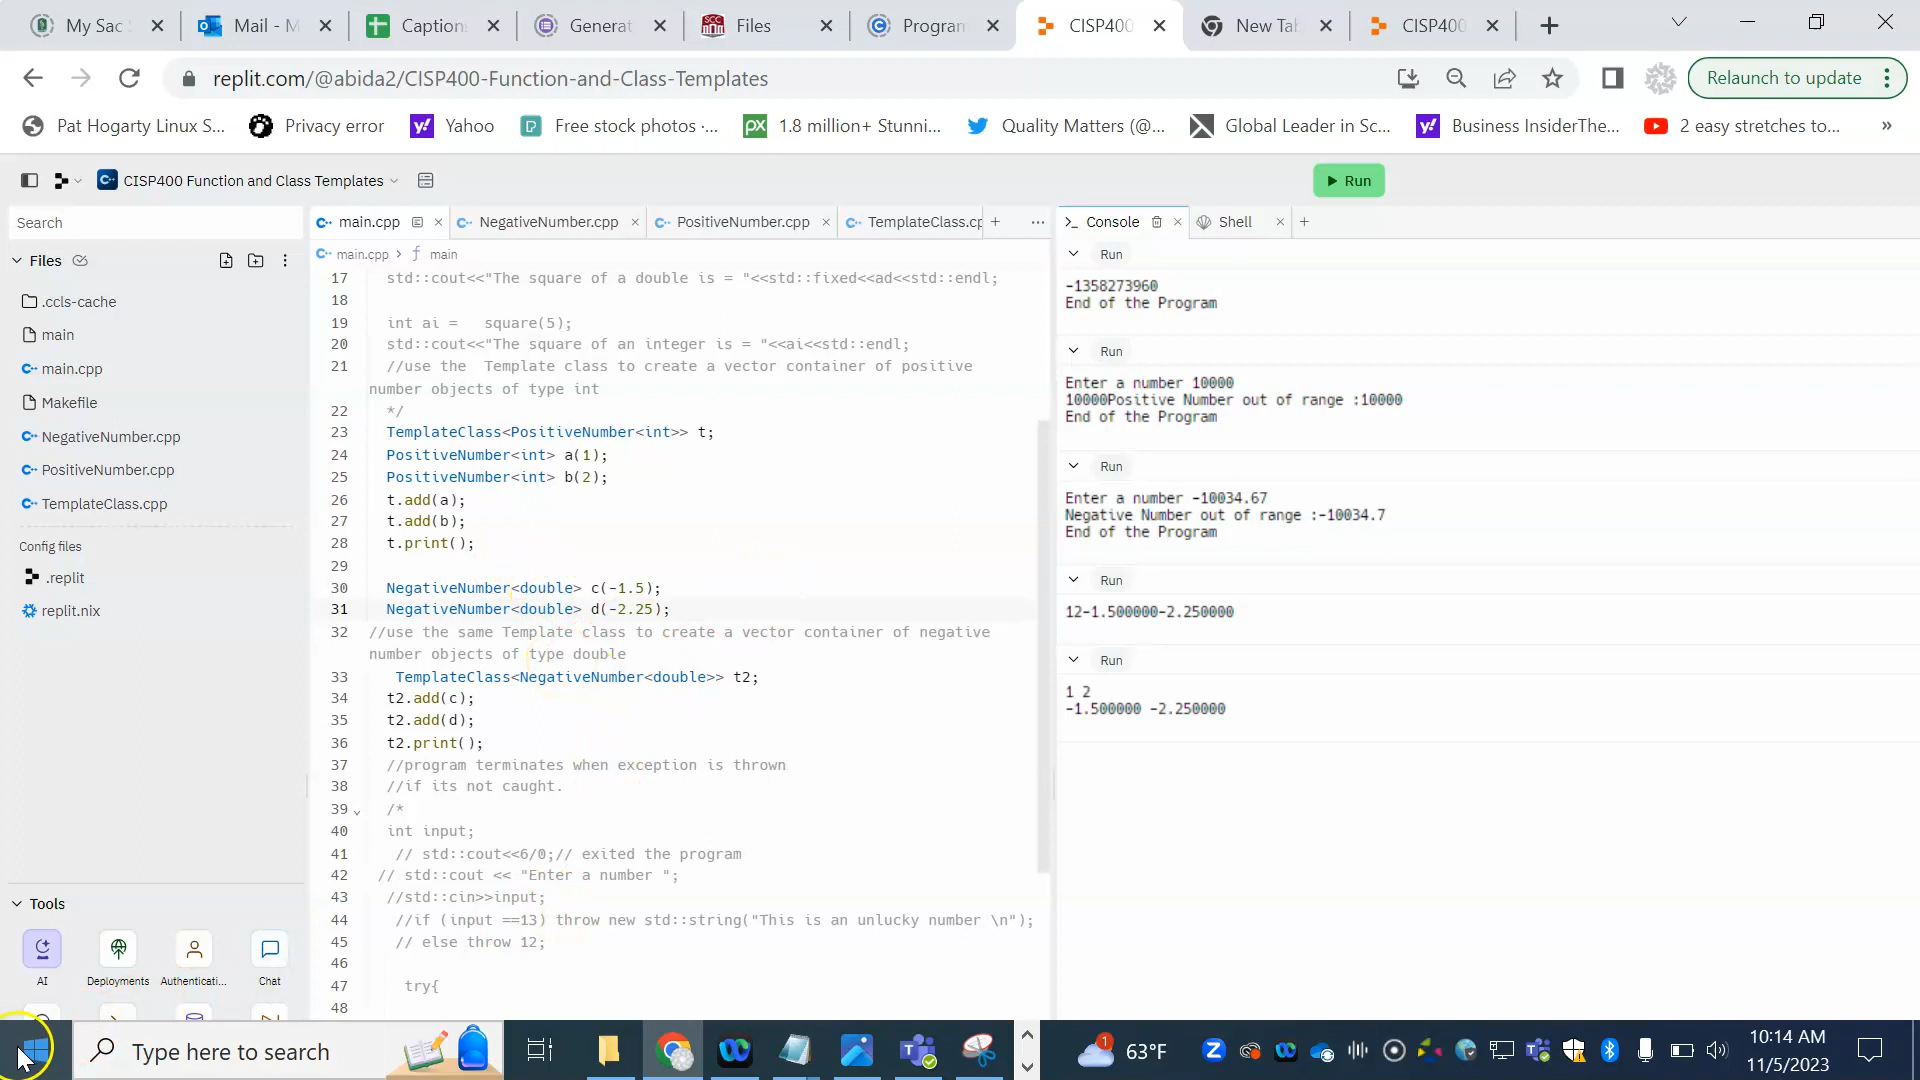 My Sac
Mail - M
Caption
Generat
Files
Program
CISP400
New Tab
CISP400
replit.com/@abida2/CISP400-Function-and-Class-Templates
Relaunch to update
Pat Hogarty Linux S...
Privacy error
Yahoo
Free stock photos ·...
1.8 million+ Stunni...
Quality Matters (@...
Global Leader in Sc...
Business InsiderThe...
2 easy stretches to...
»
CISP400 Function and Class Templates
Run
Search
Files
.ccls-cache
main
main.cpp
Makefile
NegativeNumber.cpp
PositiveNumber.cpp
TemplateClass.cpp
Config files
.replit
replit.nix
Tools
AI
Deployments
Authenticati...
Chat
main.cpp
NegativeNumber.cpp
PositiveNumber.cpp
TemplateClass.cp
main.cpp > f main
17 std::cout<<"The square of a double is = "<<std::fixed<<ad<<std::endl;
18
19 int ai =   square(5);
20 std::cout<<"The square of an integer is = "<<ai<<std::endl;
21 //use the  Template class to create a vector container of positive
number objects of type int
22 */
23 TemplateClass<PositiveNumber<int>> t;
24 PositiveNumber<int> a(1);
25 PositiveNumber<int> b(2);
26 t.add(a);
27 t.add(b);
28 t.print();
29
30 NegativeNumber<double> c(-1.5);
31 NegativeNumber<double> d(-2.25);
32 //use the same Template class to create a vector container of negative
number objects of type double
33 TemplateClass<NegativeNumber<double>> t2;
34 t2.add(c);
35 t2.add(d);
36 t2.print();
37 //program terminates when exception is thrown
38 //if its not caught.
39 /*
40 int input;
41 // std::cout<<6/0;// exited the program
42 // std::cout << "Enter a number ";
43 //std::cin>>input;
44 //if (input ==13) throw new std::string("This is an unlucky number \n");
45 // else throw 12;
46
47 try{
48
Console
Shell
Run
-1358273960
End of the Program
Run
Enter a number 10000
10000Positive Number out of range :10000
End of the Program
Run
Enter a number -10034.67
Negative Number out of range :-10034.7
End of the Program
Run
12-1.500000-2.250000
Run
1 2
-1.500000 -2.250000
Type here to search
1
63°F
10:14 AM
11/5/2023